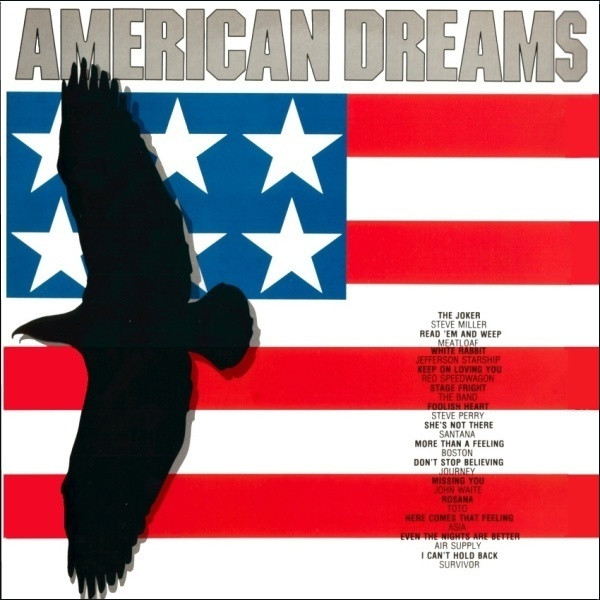 AMERICAN DREAMS
THE JOKER
STEVE MILLER
READ 'EM AND WEEP
MEATLOAF
WHITE RABBIT
JEFFERSON STARSHIP
KEEP ON LOVING YOU
REO SPEEDWAGON
STAGE FRIGHT
THE BAND
FOOLISH HEART
STEVE PERRY
SHE'S NOT THERE
SANTANA
MORE THAN A FEELING
BOSTON
DON'T STOP BELIEVING
JOURNEY
MISSING YOU
JOHN WAITE
ROSANA
TOTO
HERE COMES THAT FEELING
ASIA
EVEN THE NIGHTS ARE BETTER
AIR SUPPLY
I CAN'T HOLD BACK
SURVIVOR